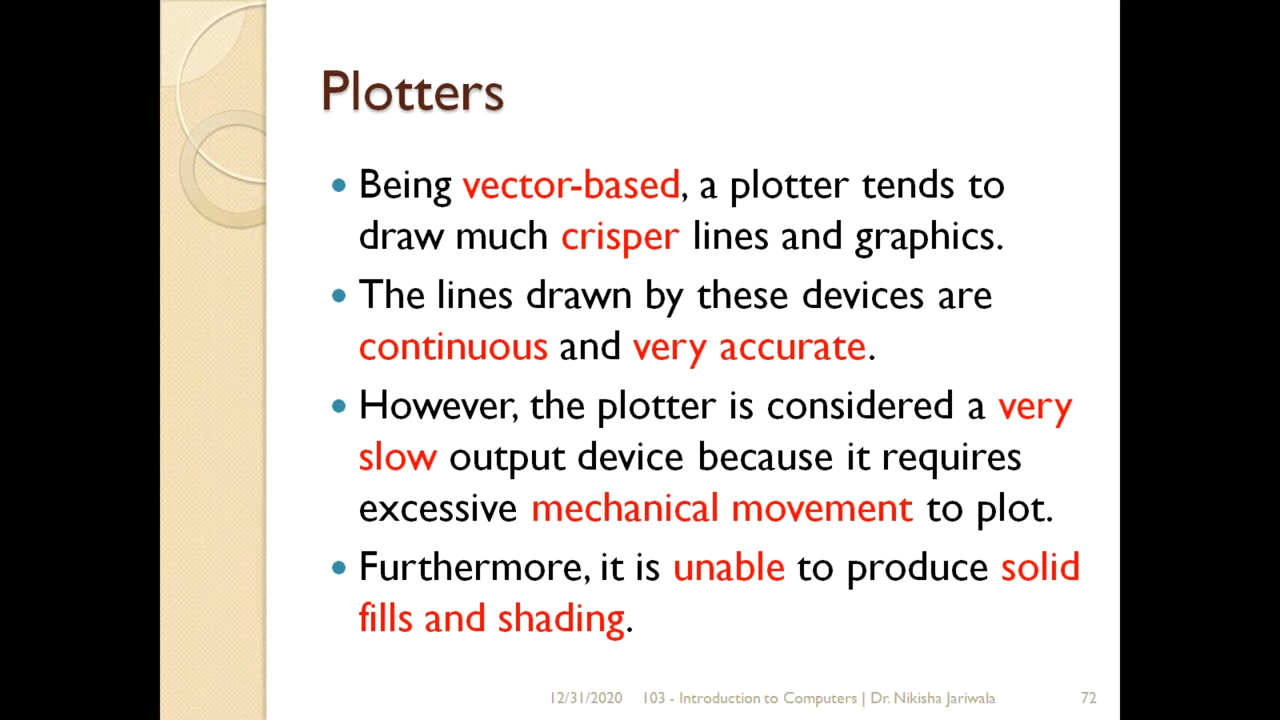 Plotters
• Being vector-based, a plotter tends to
draw much crisper lines and graphics.
• The lines drawn by these devices are
continuous and very accurate.
• However, the plotter is considered a very
slow output device because it requires
excessive mechanical movement to plot.
• Furthermore, it is unable to produce solid
fills and shading.
12/31/2020 103 - Introduction to Computers | Dr. Nikisha Jariwala 72